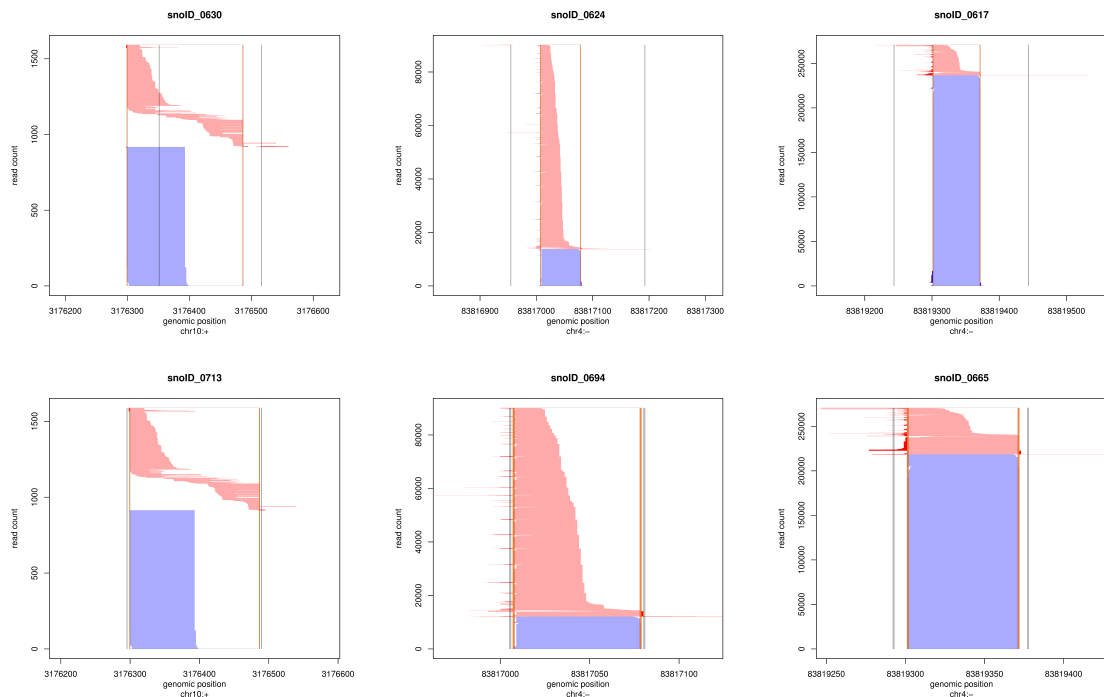 snoID_0630
snoID_0624
snoID_0617
read count
0
500
1000
1500
3176200 3176300 3176400 3176500 3176600
genomic position
chr10:+
read count
0
20000
40000
60000
80000
83816900 83817000 83817100 83817200 83817300
genomic position
chr4:−
read count
0
50000
100000
150000
200000
250000
83819200 83819300 83819400 83819500
genomic position
chr4:−
snoID_0713
snoID_0694
snoID_0665
read count
0
500
1000
1500
3176200 3176300 3176400 3176500 3176600
genomic position
chr10:+
read count
0
20000
40000
60000
80000
83817000 83817050 83817100
genomic position
chr4:−
read count
0
50000
100000
150000
200000
250000
83819250 83819300 83819350 83819400
genomic position
chr4:−